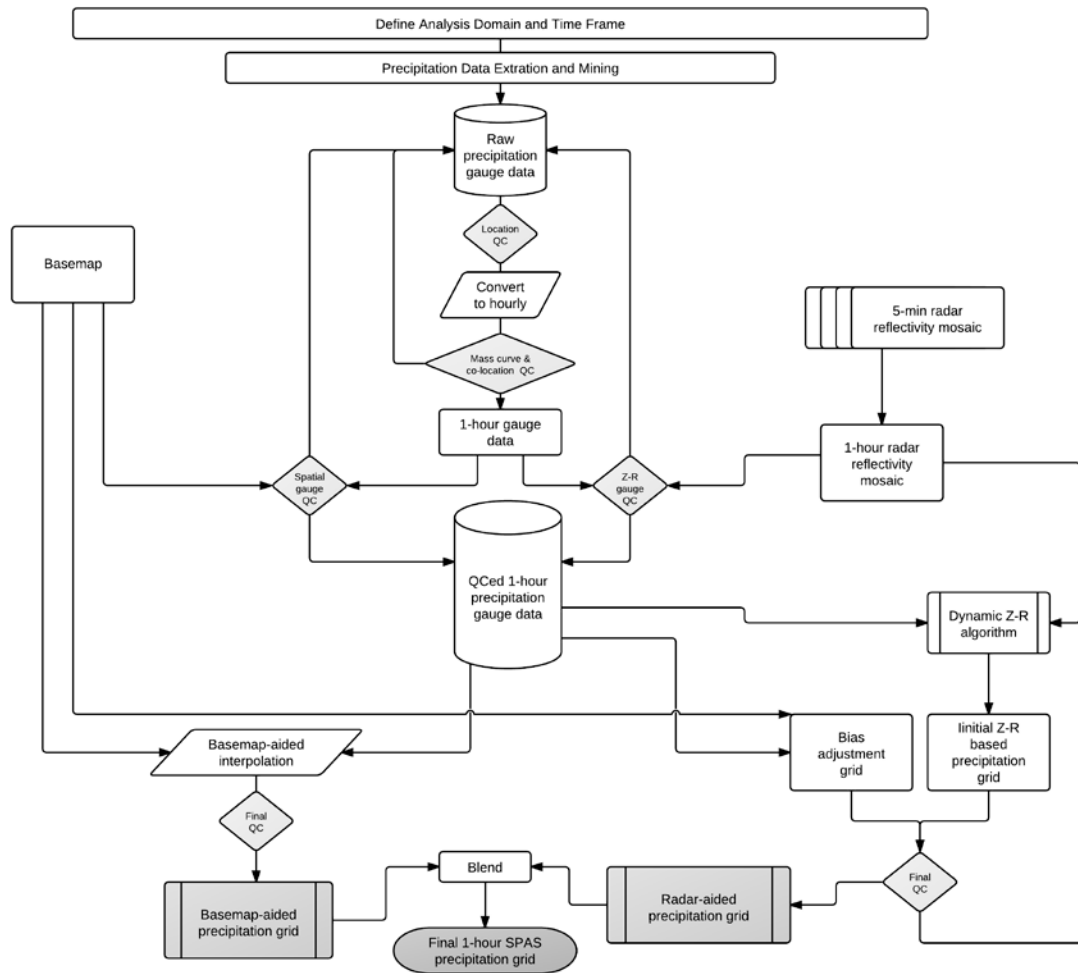 Define Analysis Domain and Time Frame
Precipitation Data Extration and Mining
Raw
precipitation
gauge data
Location
QC
Basemap
Convert
to hourly
5-min radar
reflectivity mosaic
Mass curve &
co-location QC
1-hour gauge
data
1-hour radar
reflectivity
mosaic
Spatial
gauge
QC
Z-R
gauge
QC
QCed 1-hour
precipitation
gauge data
Dynamic Z-R
algorithm
Basemap-aided
interpolation
Bias
adjustment
grid
Iinitial Z-R
based
precipitation
grid
Final
QC
Blend
Final
QC
Basemap-aided
precipitation grid
Radar-aided
precipitation grid
Final 1-hour SPAS
precipitation grid